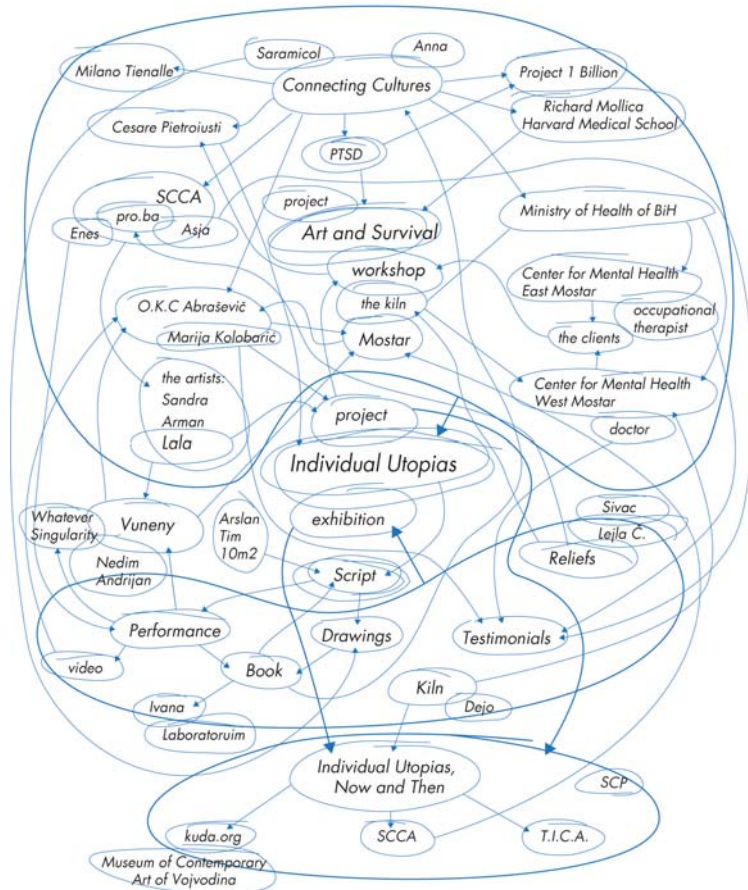 Saramicol
Anna
Milano Tienalle
Connecting Cultures
Project 1 Billion
Richard Mollica
Harvard Medical School
Cesare Pietroiusti
PTSD
SCCA
pro.ba
Enes
Asja
project
Art and Survival
Ministry of Health of BiH
workshop
the kiln
Mostar
Center for Mental Health
East Mostar
occupational
therapist
the clients
O.K.C Abrašević
Marija Kolobarić
Center for Mental Health
West Mostar
doctor
the artists:
Sandra
Arman
Lala
project
Individual Utopias
exhibition
Whatever
Singularity
Vuneny
Nedim
Andrijan
Arslan
Tim
10m2
Sivac
Lejla Č.
Reliefs
Script
Performance
Drawings
Testimonials
video
Book
Kiln
Dejo
Ivana
Laboratoruim
Individual Utopias,
Now and Then
SCP
kuda.org
SCCA
T.I.C.A.
Museum of Contemporary
Art of Vojvodina